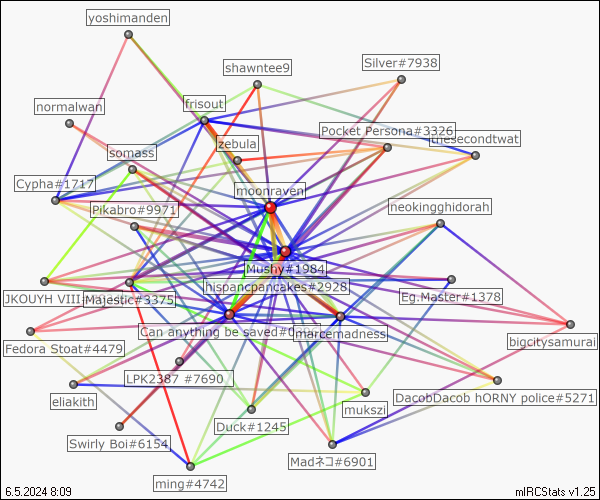 yoshimanden
Silver#7938
shawntee9
normalwan
frisout
Pocket Persona#3326
thesecondtwat
zebula
somass
Cypha#1717
moonraven
Pikabro#9971
neokingghidorah
Mushy#1984
hispancpancakes#2928
JKOUYH VIII
Majestic#3375
Eg.Master#1378
Can anything be saved#
marcemadness
bigcitysamurai
Fedora Stoat#4479
LPK2387 #7690
eliakith
DacobDacob hORNY police#5271
mukszi
Duck#1245
Swirly Boi#6154
Madネコ#6901
ming#4742
6.5.2024 8:09
mIRCStats v1.25